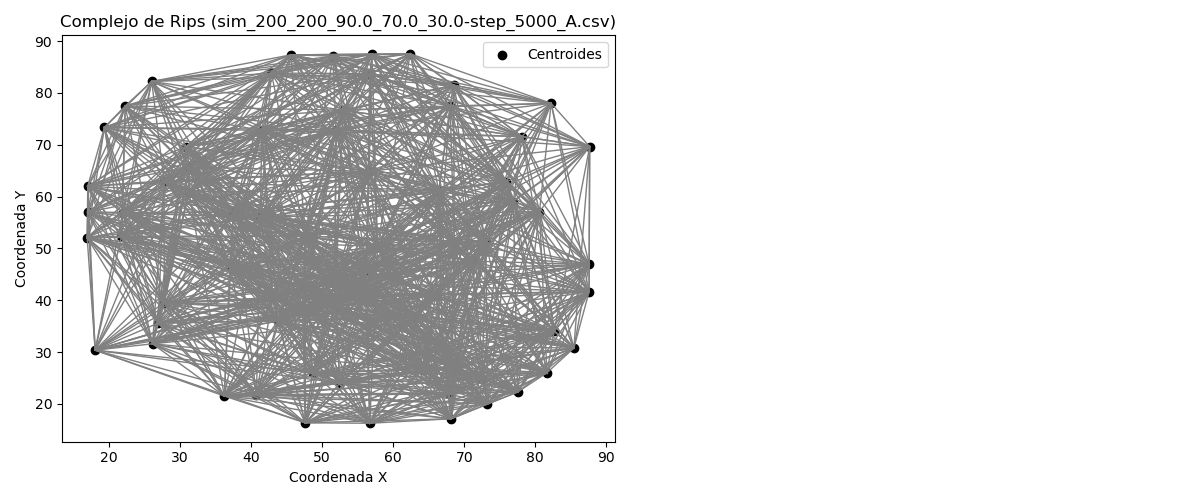 Complejo de Rips (sim_200_200_90.0_70.0_30.0-step_5000_A.csv)
Centroides
90
80
70
60
50
40
30
20
Coordenada Y
20 30 40 50 60 70 80 90
Coordenada X